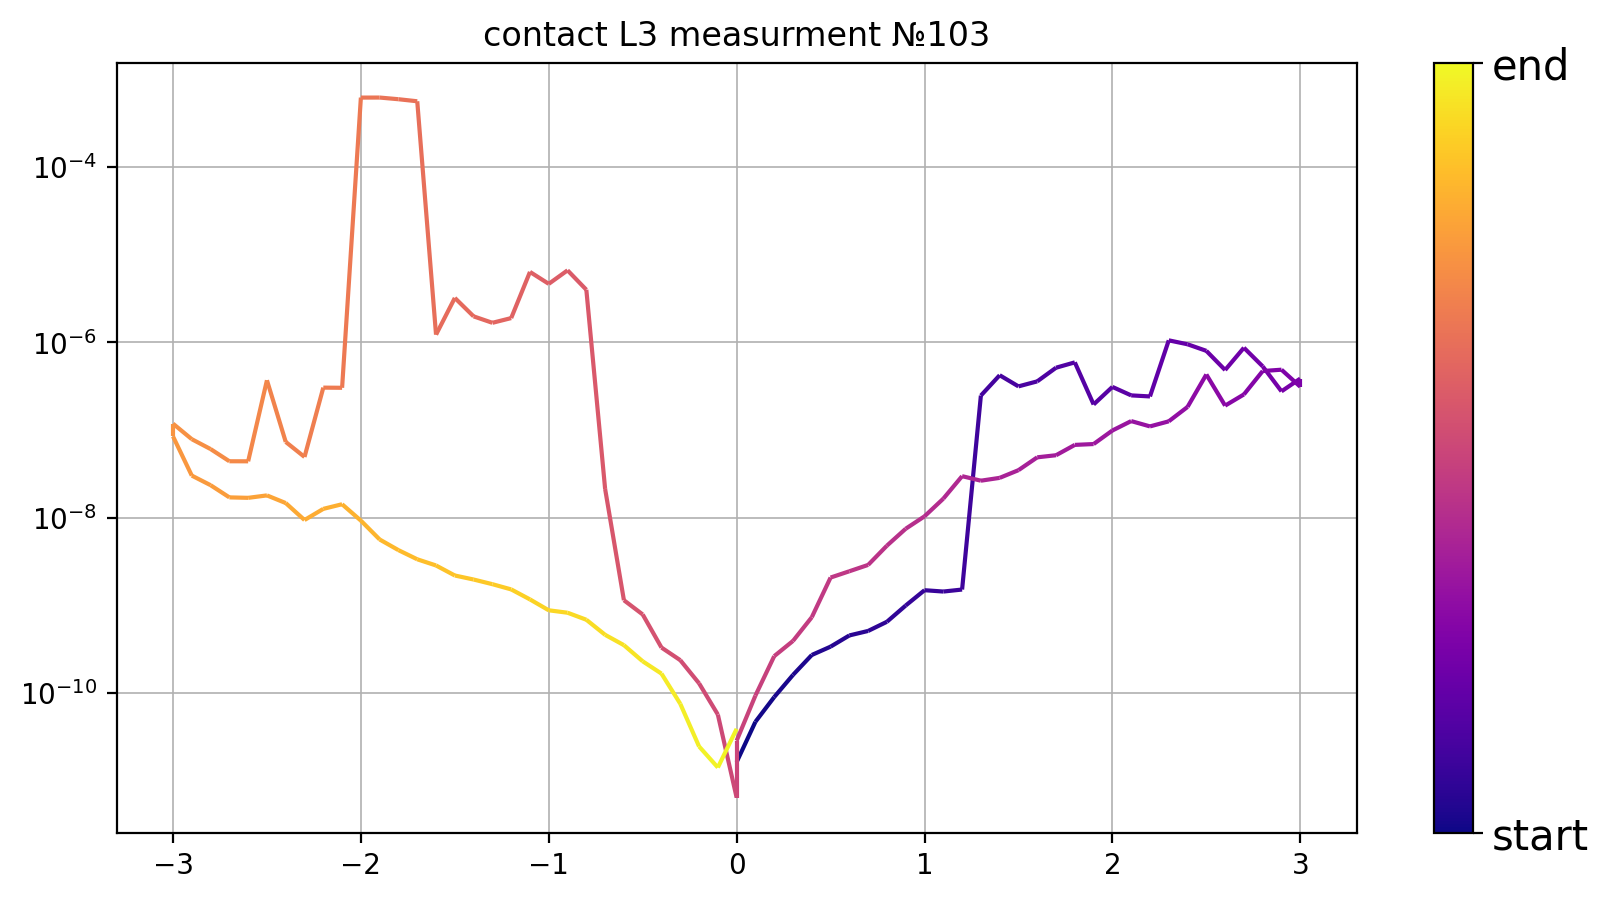 contact L3 measurment №103
end
10⁻⁴
10⁻⁶
10⁻⁸
10⁻¹⁰
start
−3 −2 −1 0 1 2 3